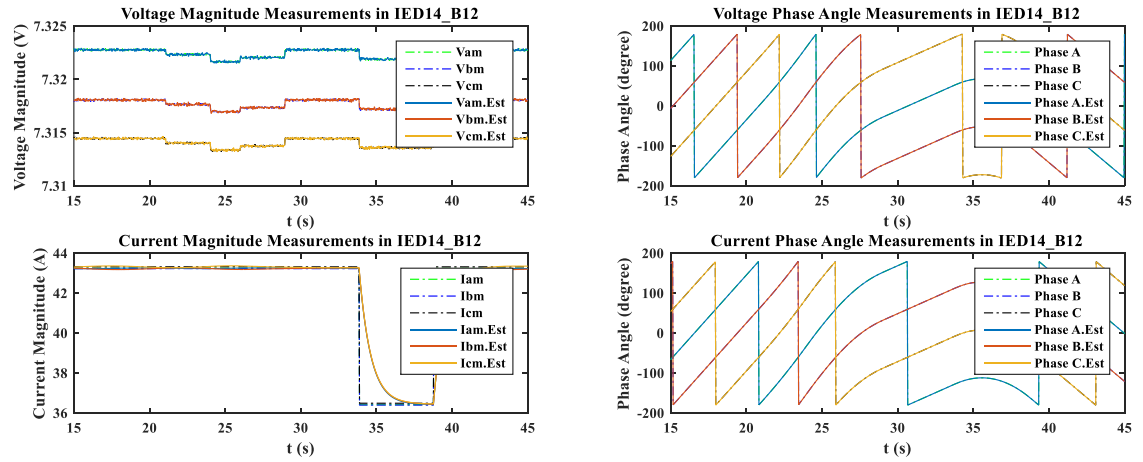 Voltage Magnitude Measurements in IED14_B12
Voltage Magnitude (V)
7.325
7.32
7.315
7.31
15 20 25 30 35 40 45
t (s)
Vam
Vbm
Vcm
Vam.Est
Vbm.Est
Vcm.Est
Voltage Phase Angle Measurements in IED14_B12
Phase Angle (degree)
200
100
0
-100
-200
15 20 25 30 35 40 45
t (s)
Phase A
Phase B
Phase C
Phase A.Est
Phase B.Est
Phase C.Est
Current Magnitude Measurements in IED14_B12
Current Magnitude (A)
44
42
40
38
36
15 20 25 30 35 40 45
t (s)
Iam
Ibm
Icm
Iam.Est
Ibm.Est
Icm.Est
Current Phase Angle Measurements in IED14_B12
Phase Angle (degree)
200
100
0
-100
-200
15 20 25 30 35 40 45
t (s)
Phase A
Phase B
Phase C
Phase A.Est
Phase B.Est
Phase C.Est